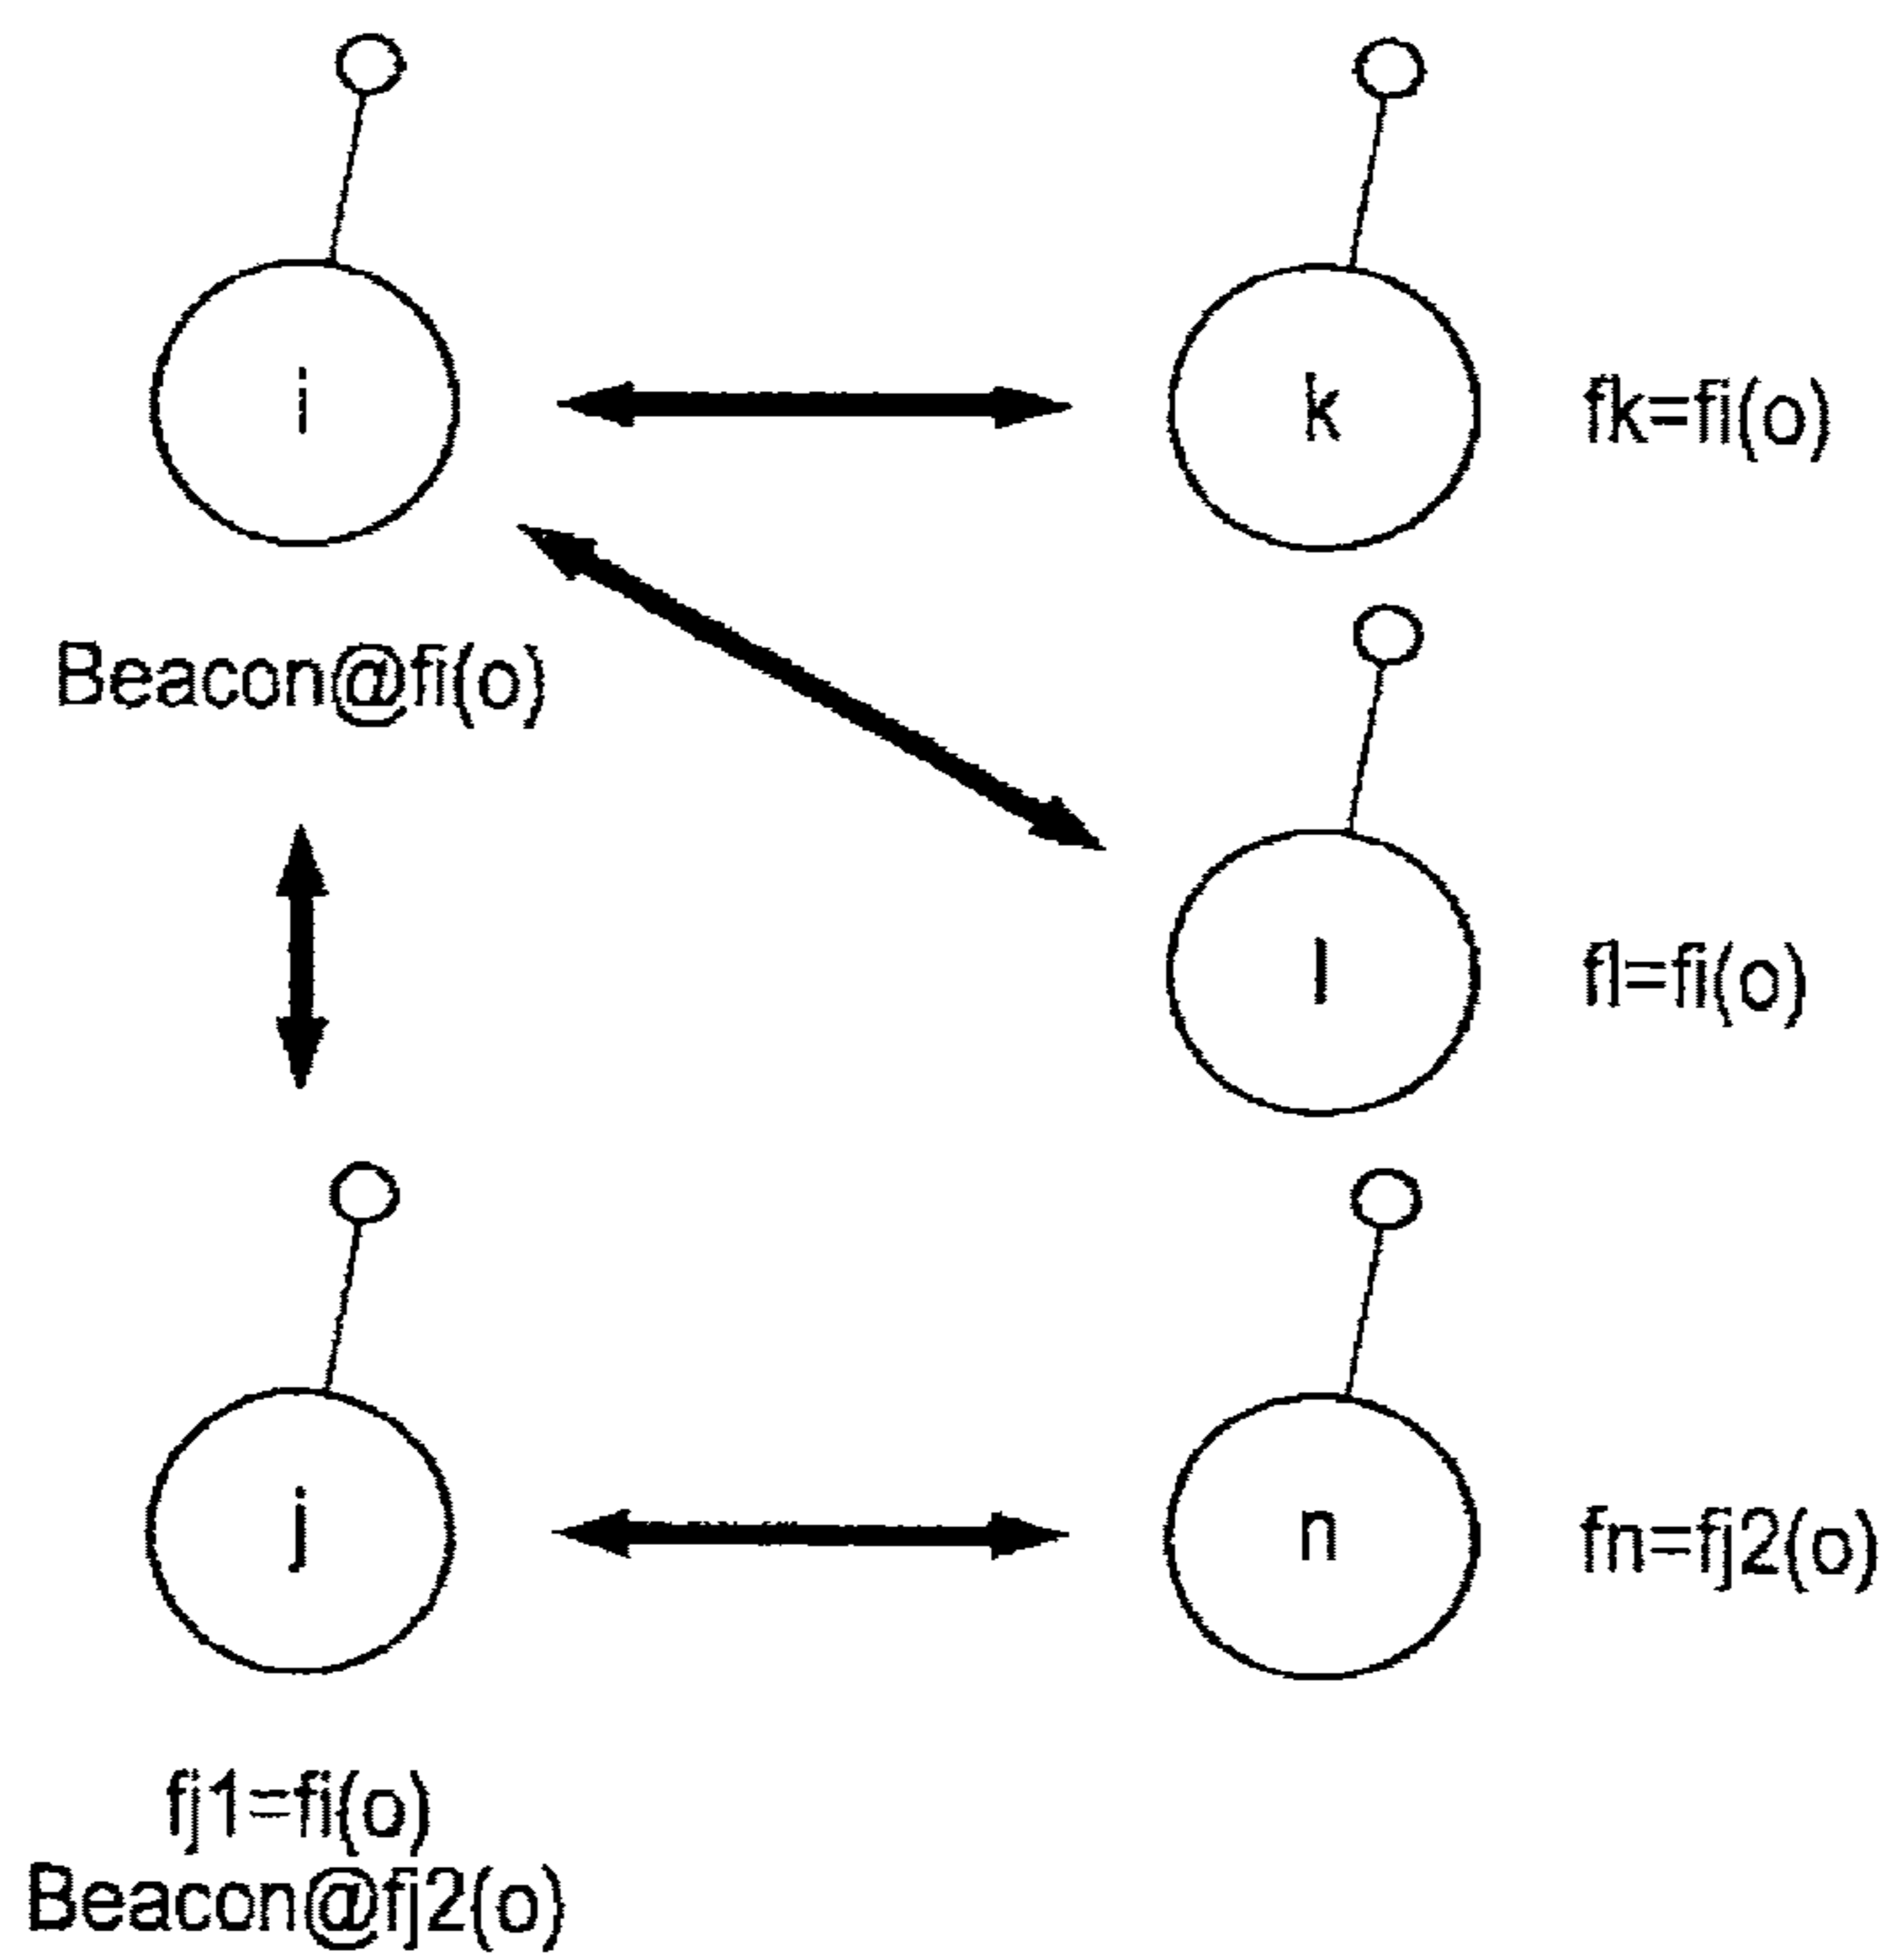 i
k
fk=fi(o)
Beacon@fi(o)
l
fl=fi(o)
j
n
fn=fj2(o)
fj1=fi(o)
Beacon@fj2(o)